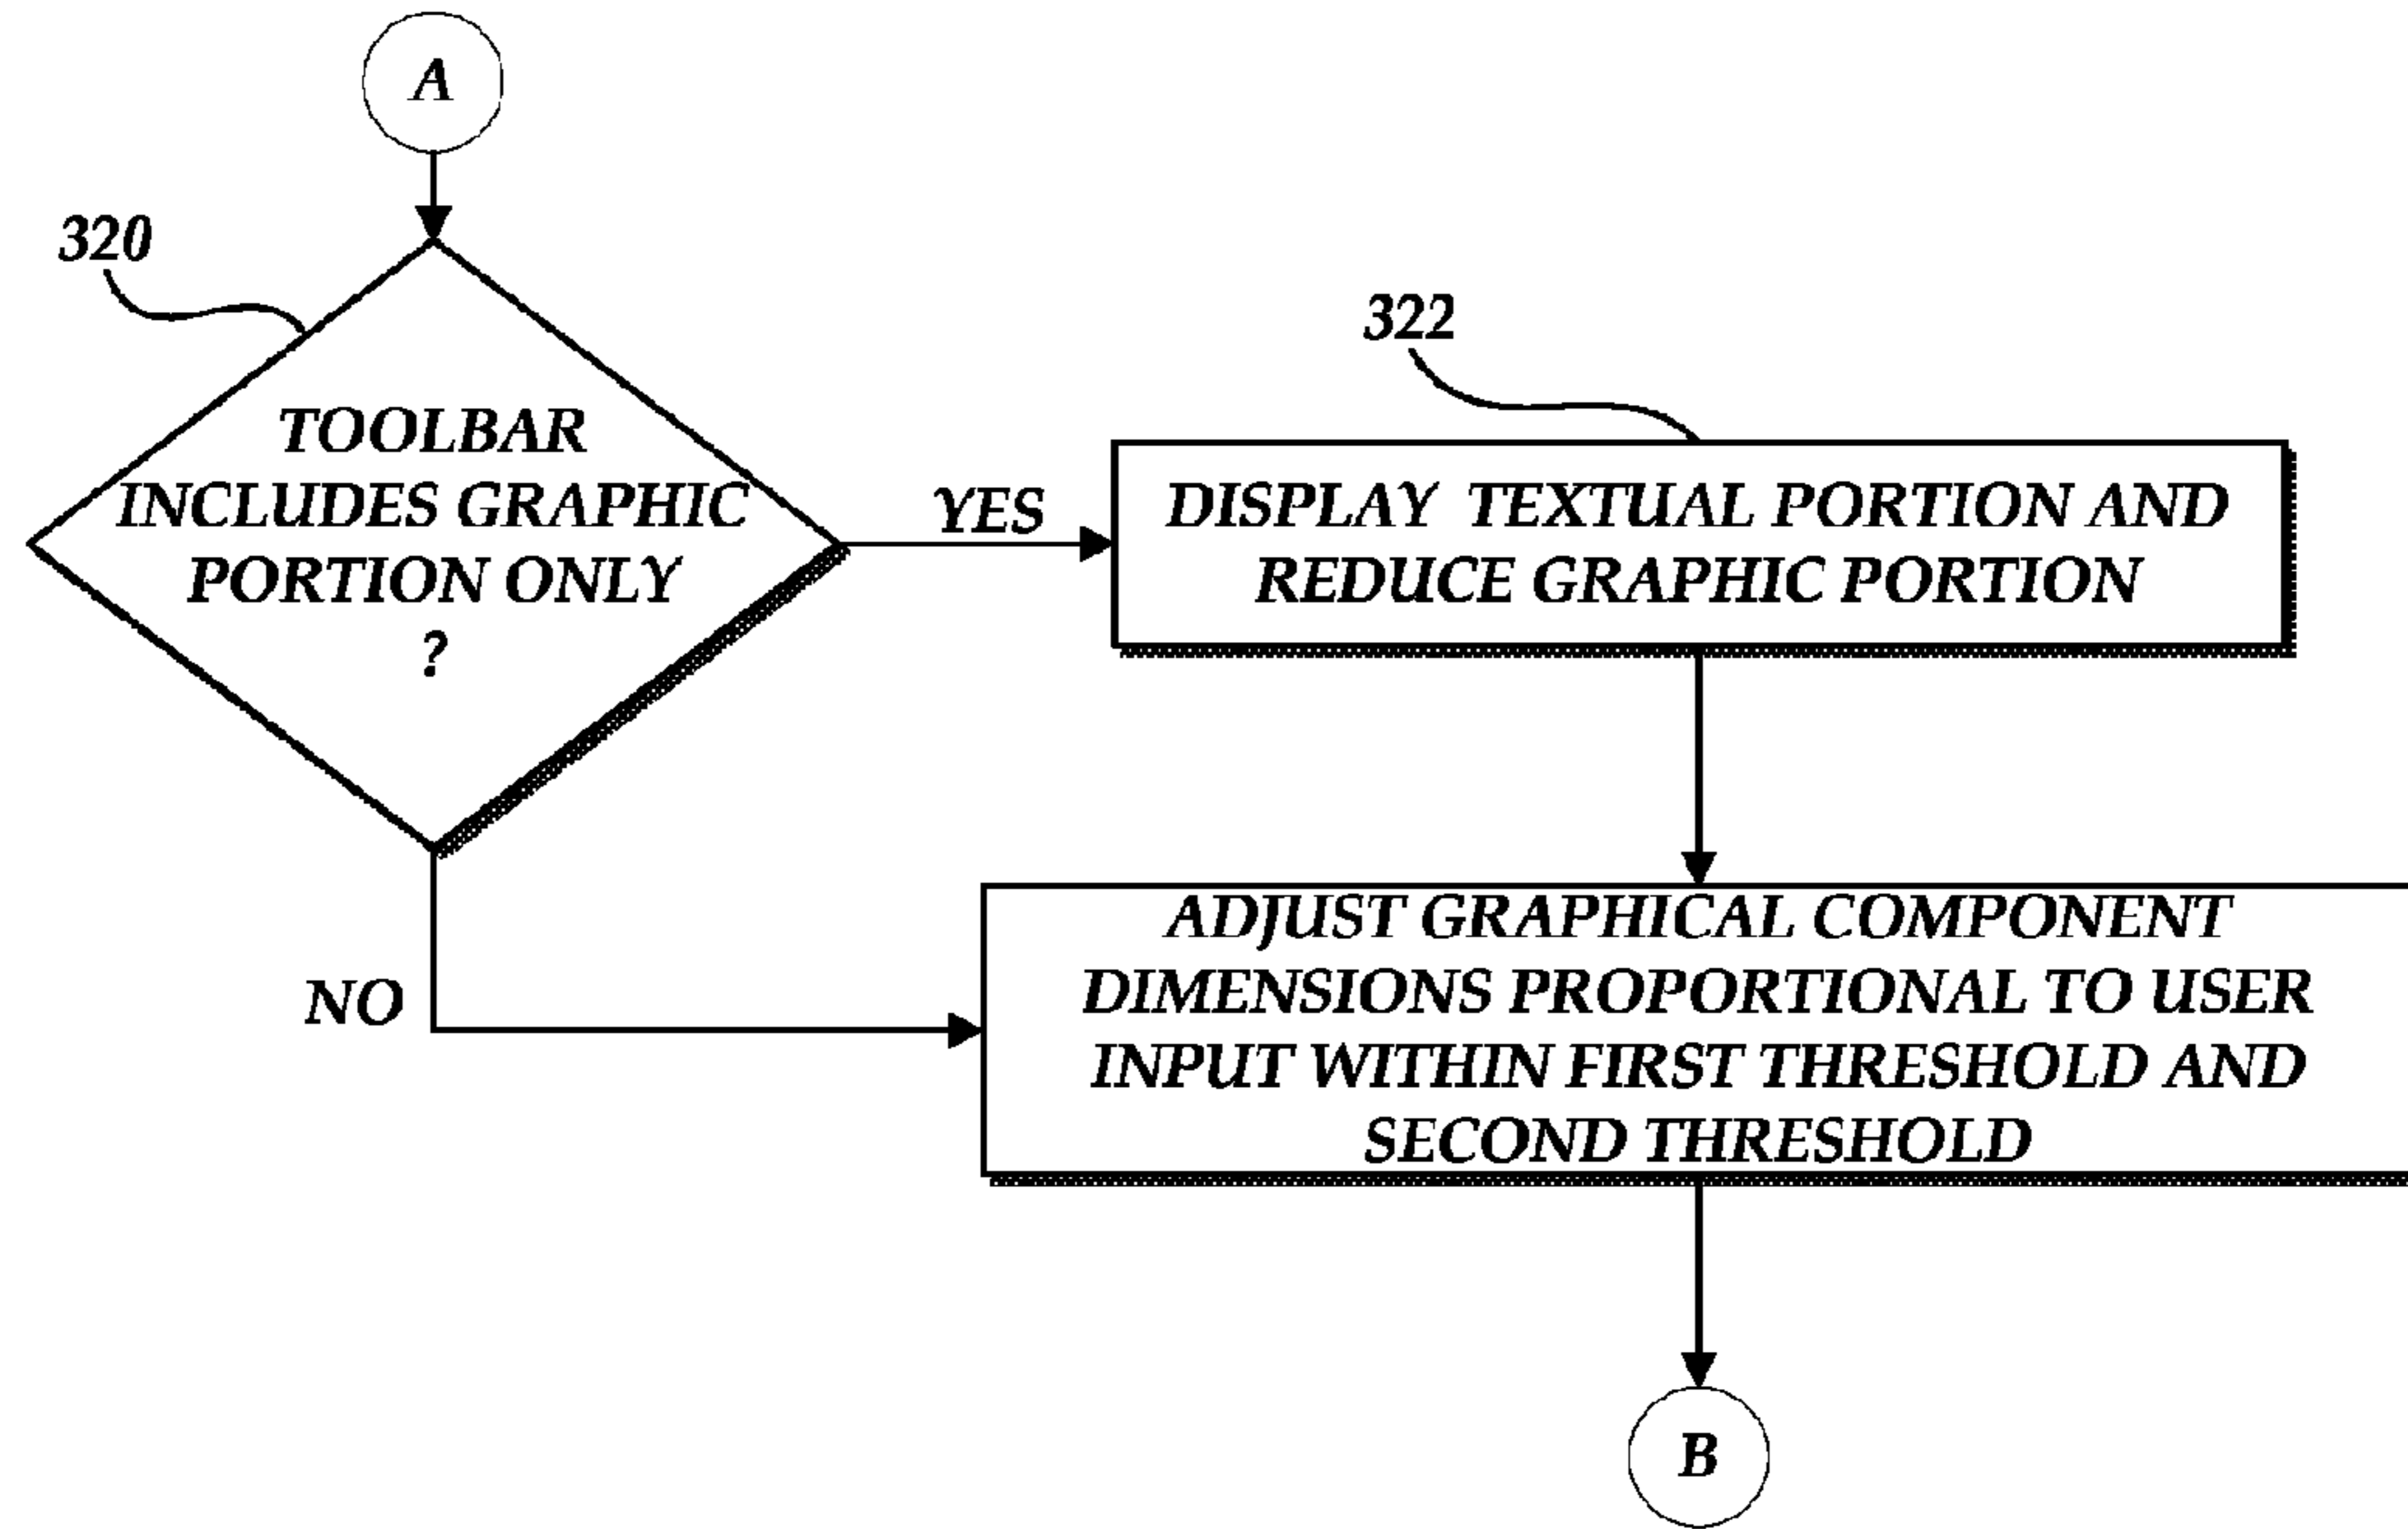 A
320
TOOLBAR
INCLUDES GRAPHIC
PORTION ONLY
?
YES
322
DISPLAY TEXTUAL PORTION AND
REDUCE GRAPHIC PORTION
NO
ADJUST GRAPHICAL COMPONENT
DIMENSIONS PROPORTIONAL TO USER
INPUT WITHIN FIRST THRESHOLD AND
SECOND THRESHOLD
B